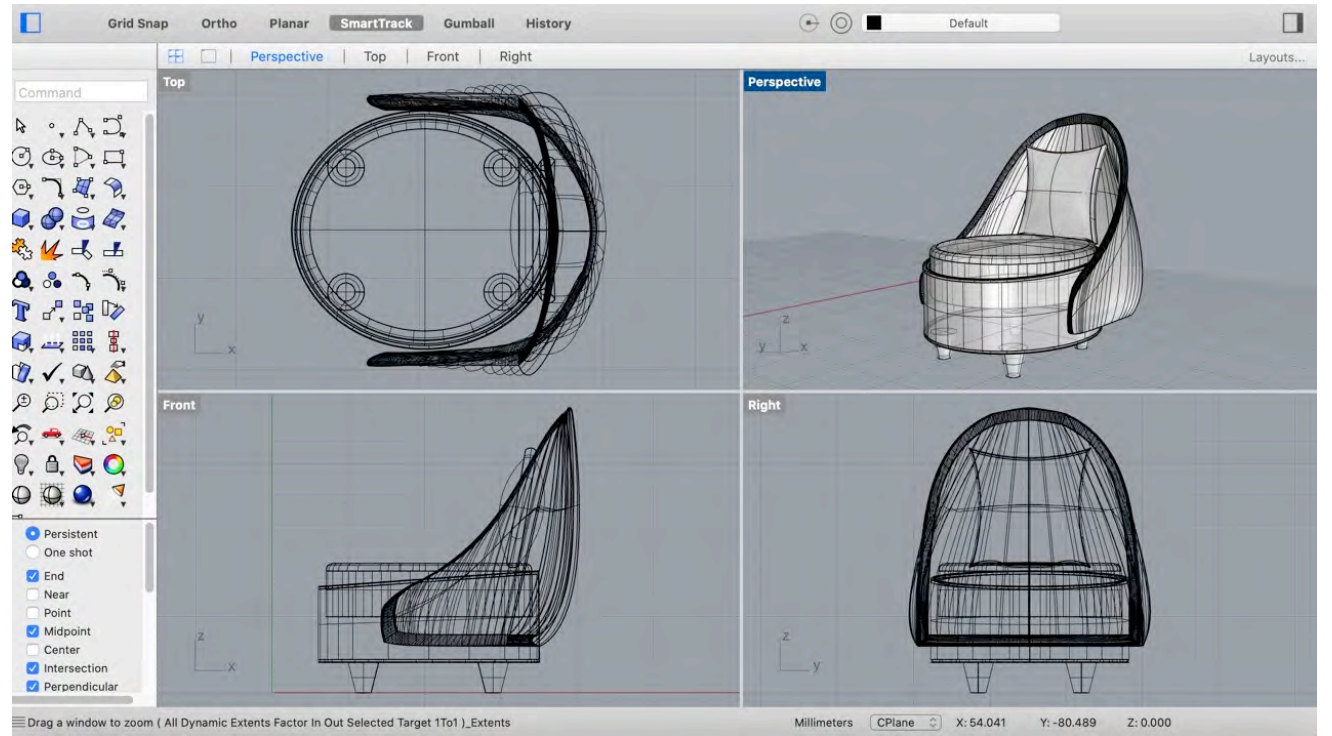 Grid Snap Ortho Planar SmartTrack Gumball History Default
Perspective | Top | Front | Right Layouts...
Command
Top
y
x
Perspective
z
y x
Front
z
x
Right
z
y
Persistent
One shot
End
Near
Point
Midpoint
Center
Intersection
Perpendicular
Drag a window to zoom ( All Dynamic Extents Factor In Out Selected Target 1To1 )_Extents Millimeters CPlane X: 54.041 Y: -80.489 Z: 0.000